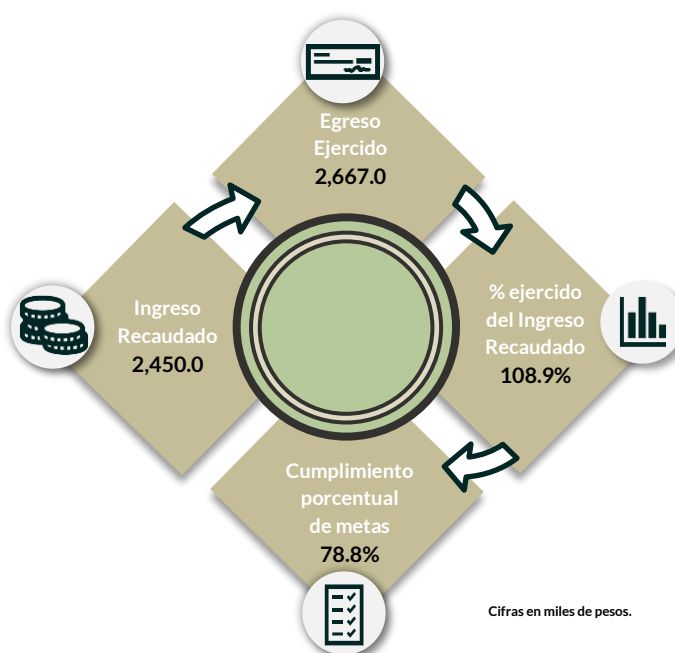 Egreso
Ejercido
2,667.0
Ingreso
Recaudado
2,450.0
% ejercido
del Ingreso
Recaudado
108.9%
Cumplimiento
porcentual
de metas
78.8%
Cifras en miles de pesos.